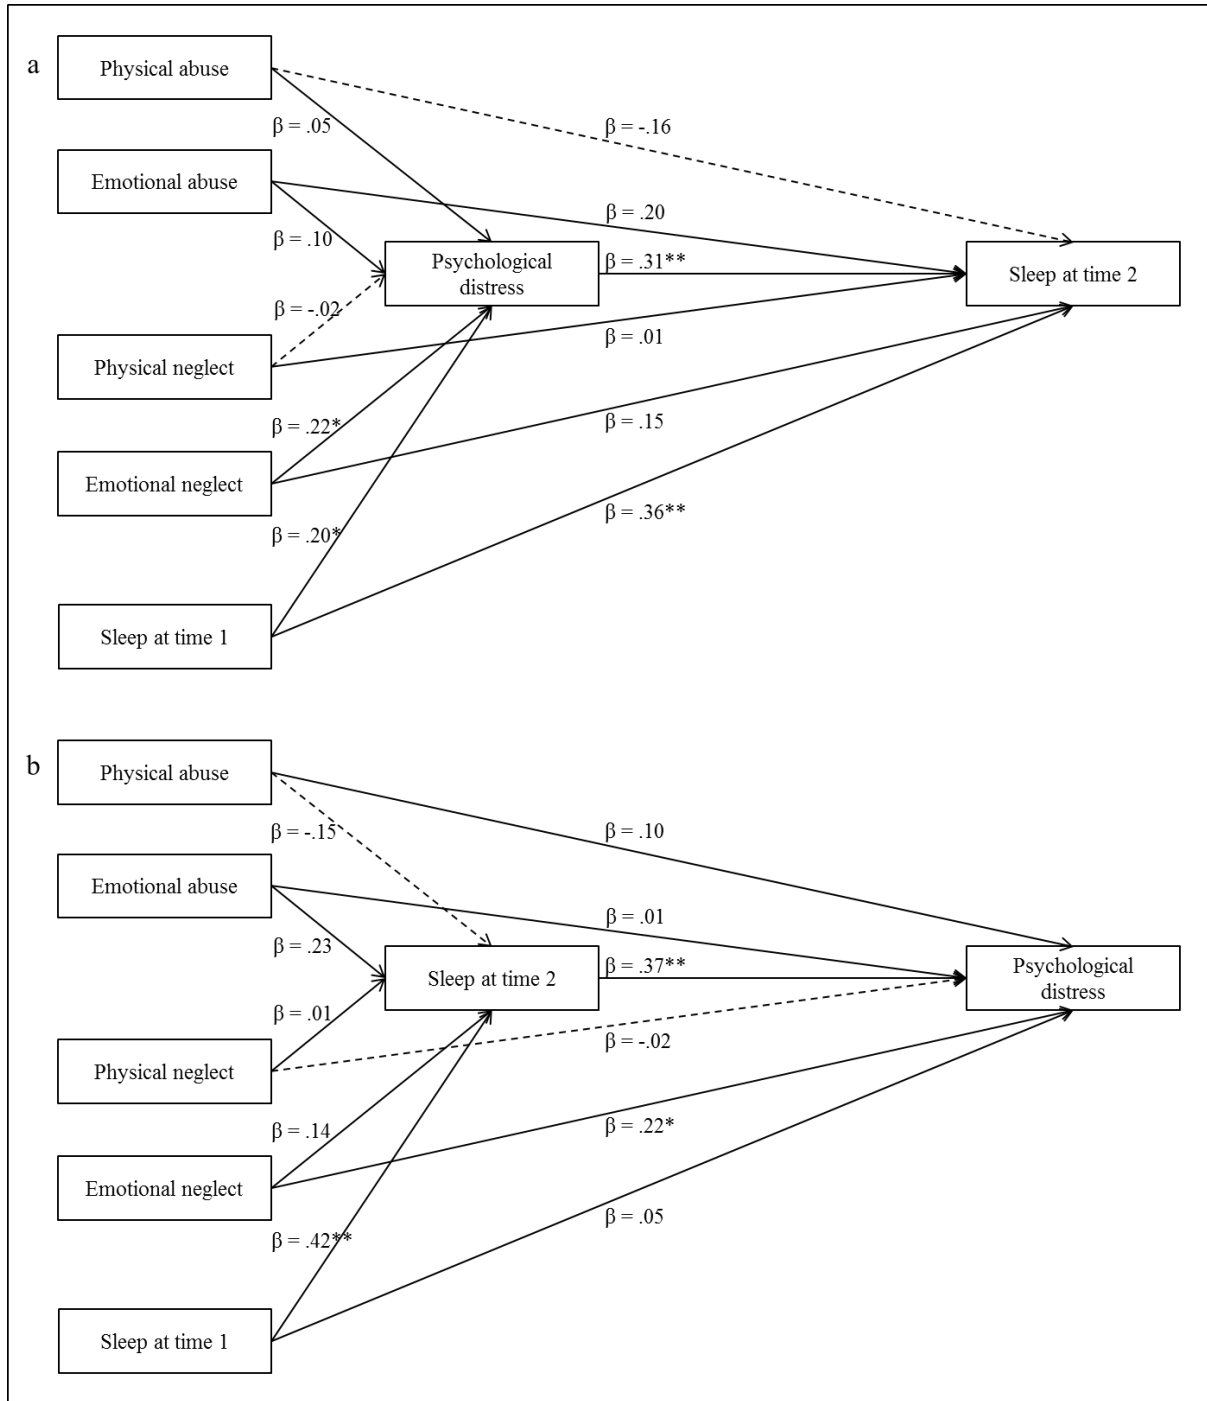 a
Physical abuse
β = .05
β = -.16
Emotional abuse
β = .10
β = .20
Psychological
distress
β = .31**
Sleep at time 2
β = -.02
β = .01
Physical neglect
β = .22*
β = .15
Emotional neglect
β = .20*
β = .36**
Sleep at time 1
b
Physical abuse
β = -.15
β = .10
Emotional abuse
β = .23
β = .01
Sleep at time 2
β = .37**
Psychological
distress
β = .01
β = -.02
Physical neglect
β = .14
β = .22*
Emotional neglect
β = .42**
β = .05
Sleep at time 1